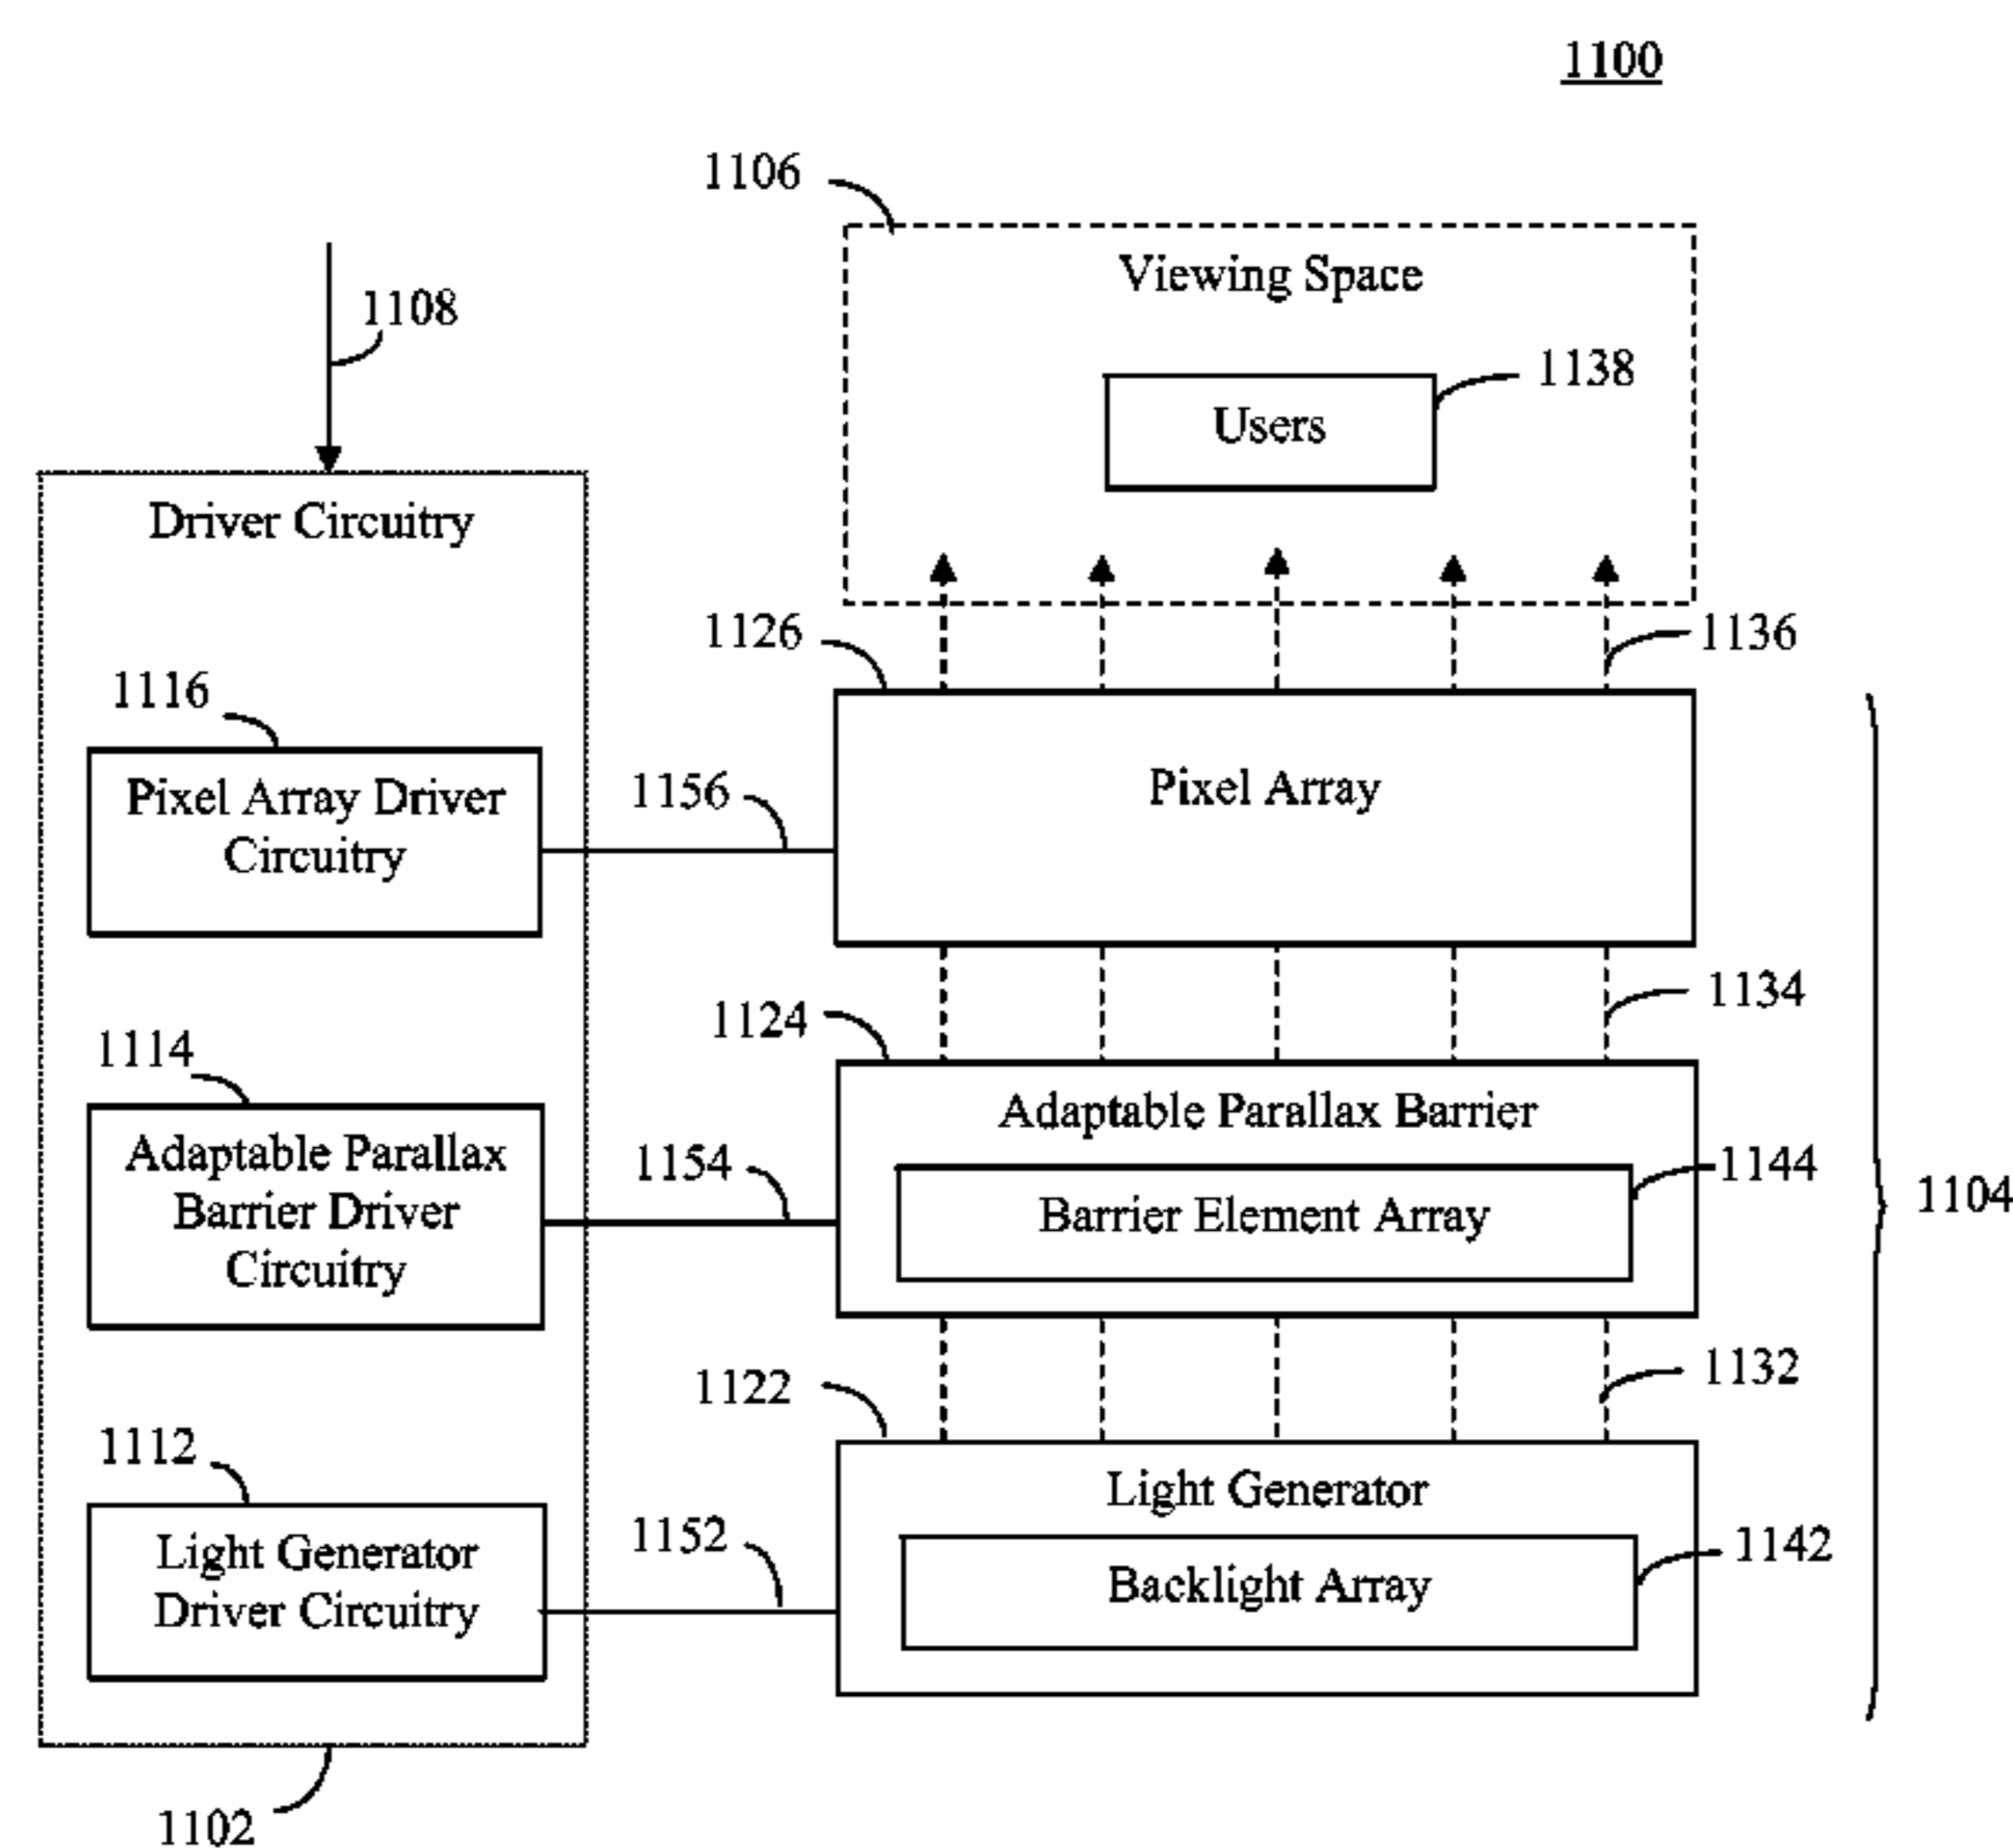 1100
1106
Viewing Space
1108
1138
Users
Driver Circuitry
1126
1136
1116
Pixel Array Driver
Circuitry
1156
Pixel Array
1134
1124
1114
Adaptable Parallax Barrier
Adaptable Parallax
Barrier Driver
Circuitry
1154
1144
Barrier Element Array
1104
1122
1132
1112
Light Generator
Light Generator
Driver Circuitry
1152
1142
Backlight Array
1102